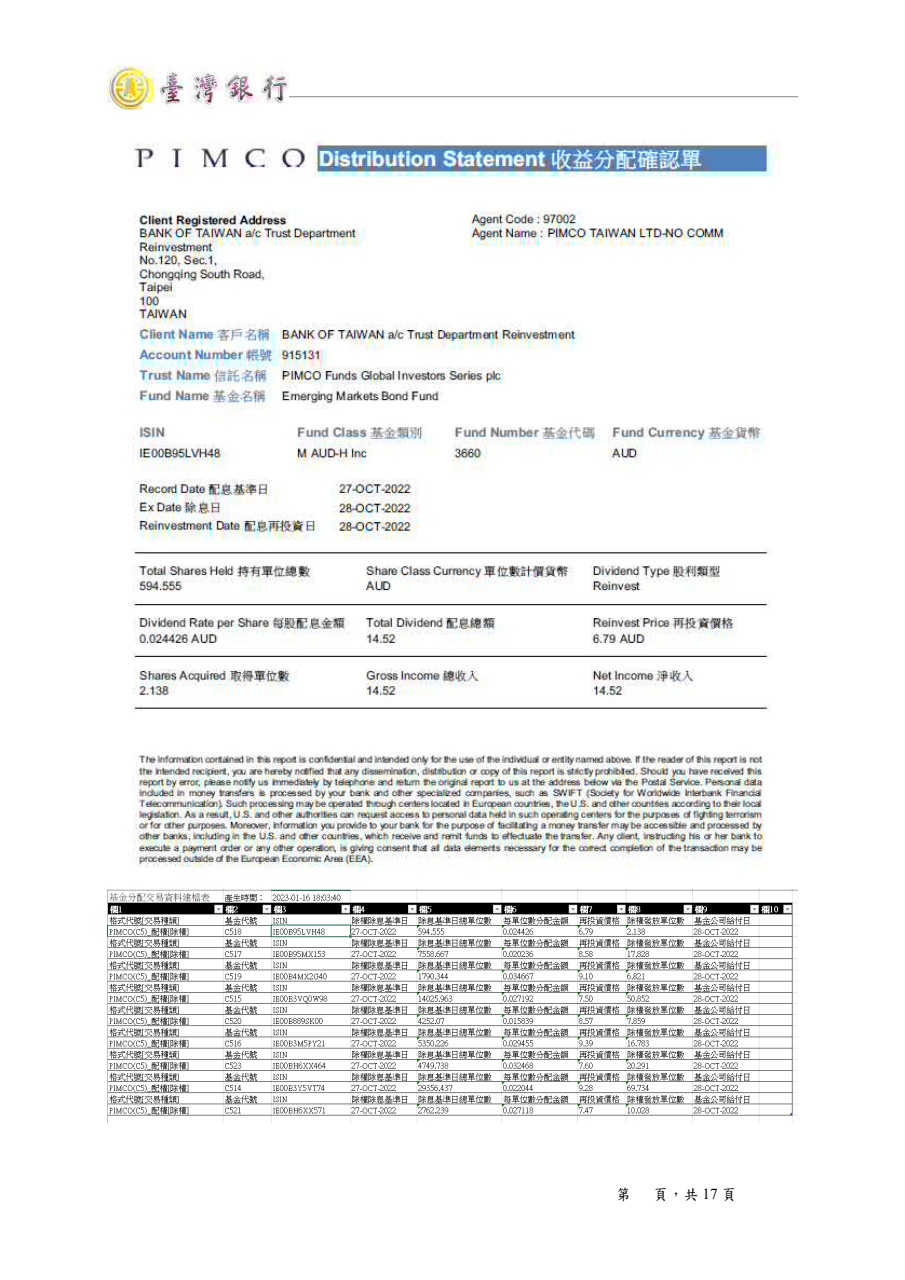 臺灣銀行
PIMCO Distribution Statement 收益分配確認單
Client Registered Address
BANK OF TAIWAN a/c Trust Department
Reinvestment
No.120, Sec.1,
Chongqing South Road,
Taipei
100
TAIWAN
Agent Code : 97002
Agent Name : PIMCO TAIWAN LTD-NO COMM
Client Name 客戶名稱 BANK OF TAIWAN a/c Trust Department Reinvestment
Account Number 帳號 915131
Trust Name 信託名稱 PIMCO Funds Global Investors Series plc
Fund Name 基金名稱 Emerging Markets Bond Fund
ISIN Fund Class 基金類別 Fund Number 基金代碼 Fund Currency 基金貨幣
IE00B95LVH48 M AUD-H Inc 3660 AUD
Record Date 配息基準日 27-OCT-2022
Ex Date 除息日 28-OCT-2022
Reinvestment Date 配息再投資日 28-OCT-2022
Total Shares Held 持有單位總數 Share Class Currency 單位數計價貨幣 Dividend Type 股利類型
594.555 AUD Reinvest
Dividend Rate per Share 每股配息金額 Total Dividend 配息總額 Reinvest Price 再投資價格
0.024426 AUD 14.52 6.79 AUD
Shares Acquired 取得單位數 Gross Income 總收入 Net Income 淨收入
2.138 14.52 14.52
The information contained in this report is confidential and intended only for the use of the individual or entity named above. If the reader of this report is not
the intended recipient, you are hereby notified that any dissemination, distribution or copy of this report is strictly prohibited. Should you have received this
report by error, please notify us immediately by telephone and return the original report to us at the address below via the Postal Service. Personal data
included in money transfers is processed by your bank and other specialized companies, such as SWIFT (Society for Worldwide Interbank Financial
Telecommunication). Such processing may be operated through centers located in European countries, the U.S. and other countries according to their local
legislation. As a result, U.S. and other authorities can request access to personal data held in such operating centers for the purposes of fighting terrorism
or for other purposes. Moreover, information you provide to your bank for the purpose of facilitating a money transfer may be accessible and processed by
other banks, including in the U.S. and other countries, which receive and remit funds to effectuate the transfer. Any client, instructing his or her bank to
execute a payment order or any other operation, is giving consent that all data elements necessary for the correct completion of the transaction may be
processed outside of the European Economic Area (EEA).
基金分配交易資料建檔表 產生時間： 2023-01-16 18:03:40
欄1 欄2 欄3 欄4 欄5 欄6 欄7 欄8 欄9 欄10
格式代號[交易種類] 基金代號 ISIN 除權除息基準日 除息基準日總單位數 每單位數分配金額 再投資價格 除權發放單位數 基金公司給付日
PIMCO(C5)_配權[除權] C518 IE00B95LVH48 27-OCT-2022 594.555 0.024426 6.79 2.138 28-OCT-2022
格式代號[交易種類] 基金代號 ISIN 除權除息基準日 除息基準日總單位數 每單位數分配金額 再投資價格 除權發放單位數 基金公司給付日
PIMCO(C5)_配權[除權] C517 IE00B95MX153 27-OCT-2022 7558.667 0.020236 8.58 17.828 28-OCT-2022
格式代號[交易種類] 基金代號 ISIN 除權除息基準日 除息基準日總單位數 每單位數分配金額 再投資價格 除權發放單位數 基金公司給付日
PIMCO(C5)_配權[除權] C519 IE00B4MX2040 27-OCT-2022 1790.344 0.034667 9.10 6.821 28-OCT-2022
格式代號[交易種類] 基金代號 ISIN 除權除息基準日 除息基準日總單位數 每單位數分配金額 再投資價格 除權發放單位數 基金公司給付日
PIMCO(C5)_配權[除權] C515 IE00B3VQ0W98 27-OCT-2022 14025.963 0.027192 7.50 50.852 28-OCT-2022
格式代號[交易種類] 基金代號 ISIN 除權除息基準日 除息基準日總單位數 每單位數分配金額 再投資價格 除權發放單位數 基金公司給付日
PIMCO(C5)_配權[除權] C520 IE00B889SK00 27-OCT-2022 4252.07 0.015839 8.57 7.859 28-OCT-2022
格式代號[交易種類] 基金代號 ISIN 除權除息基準日 除息基準日總單位數 每單位數分配金額 再投資價格 除權發放單位數 基金公司給付日
PIMCO(C5)_配權[除權] C516 IE00B3M5PY21 27-OCT-2022 5350.226 0.029455 9.39 16.783 28-OCT-2022
格式代號[交易種類] 基金代號 ISIN 除權除息基準日 除息基準日總單位數 每單位數分配金額 再投資價格 除權發放單位數 基金公司給付日
PIMCO(C5)_配權[除權] C523 IE00BH6XX464 27-OCT-2022 4749.738 0.032468 7.60 20.291 28-OCT-2022
格式代號[交易種類] 基金代號 ISIN 除權除息基準日 除息基準日總單位數 每單位數分配金額 再投資價格 除權發放單位數 基金公司給付日
PIMCO(C5)_配權[除權] C514 IE00B3Y5VT74 27-OCT-2022 29356.437 0.022044 9.28 69.734 28-OCT-2022
格式代號[交易種類] 基金代號 ISIN 除權除息基準日 除息基準日總單位數 每單位數分配金額 再投資價格 除權發放單位數 基金公司給付日
PIMCO(C5)_配權[除權] C521 IE00BH6XX571 27-OCT-2022 2762.239 0.027118 7.47 10.028 28-OCT-2022
第 頁，共 17 頁